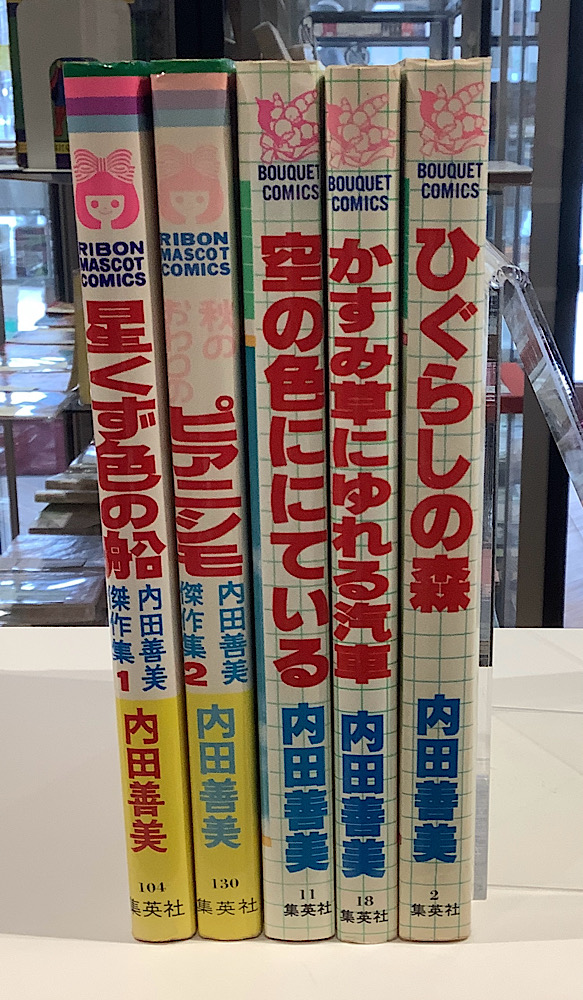 RIBON
MASCOT
COMICS
星くず色の船
内田善美
傑作集
1
内田善美
104
集英社
RIBON
MASCOT
COMICS
秋の
おわりの
ピアニシモ
内田善美
傑作集
2
内田善美
130
集英社
BOUQUET
COMICS
空の色ににている
内田善美
11
集英社
BOUQUET
COMICS
かすみ草にゆれる汽車
内田善美
18
集英社
BOUQUET
COMICS
ひぐらしの森
内田善美
2
集英社